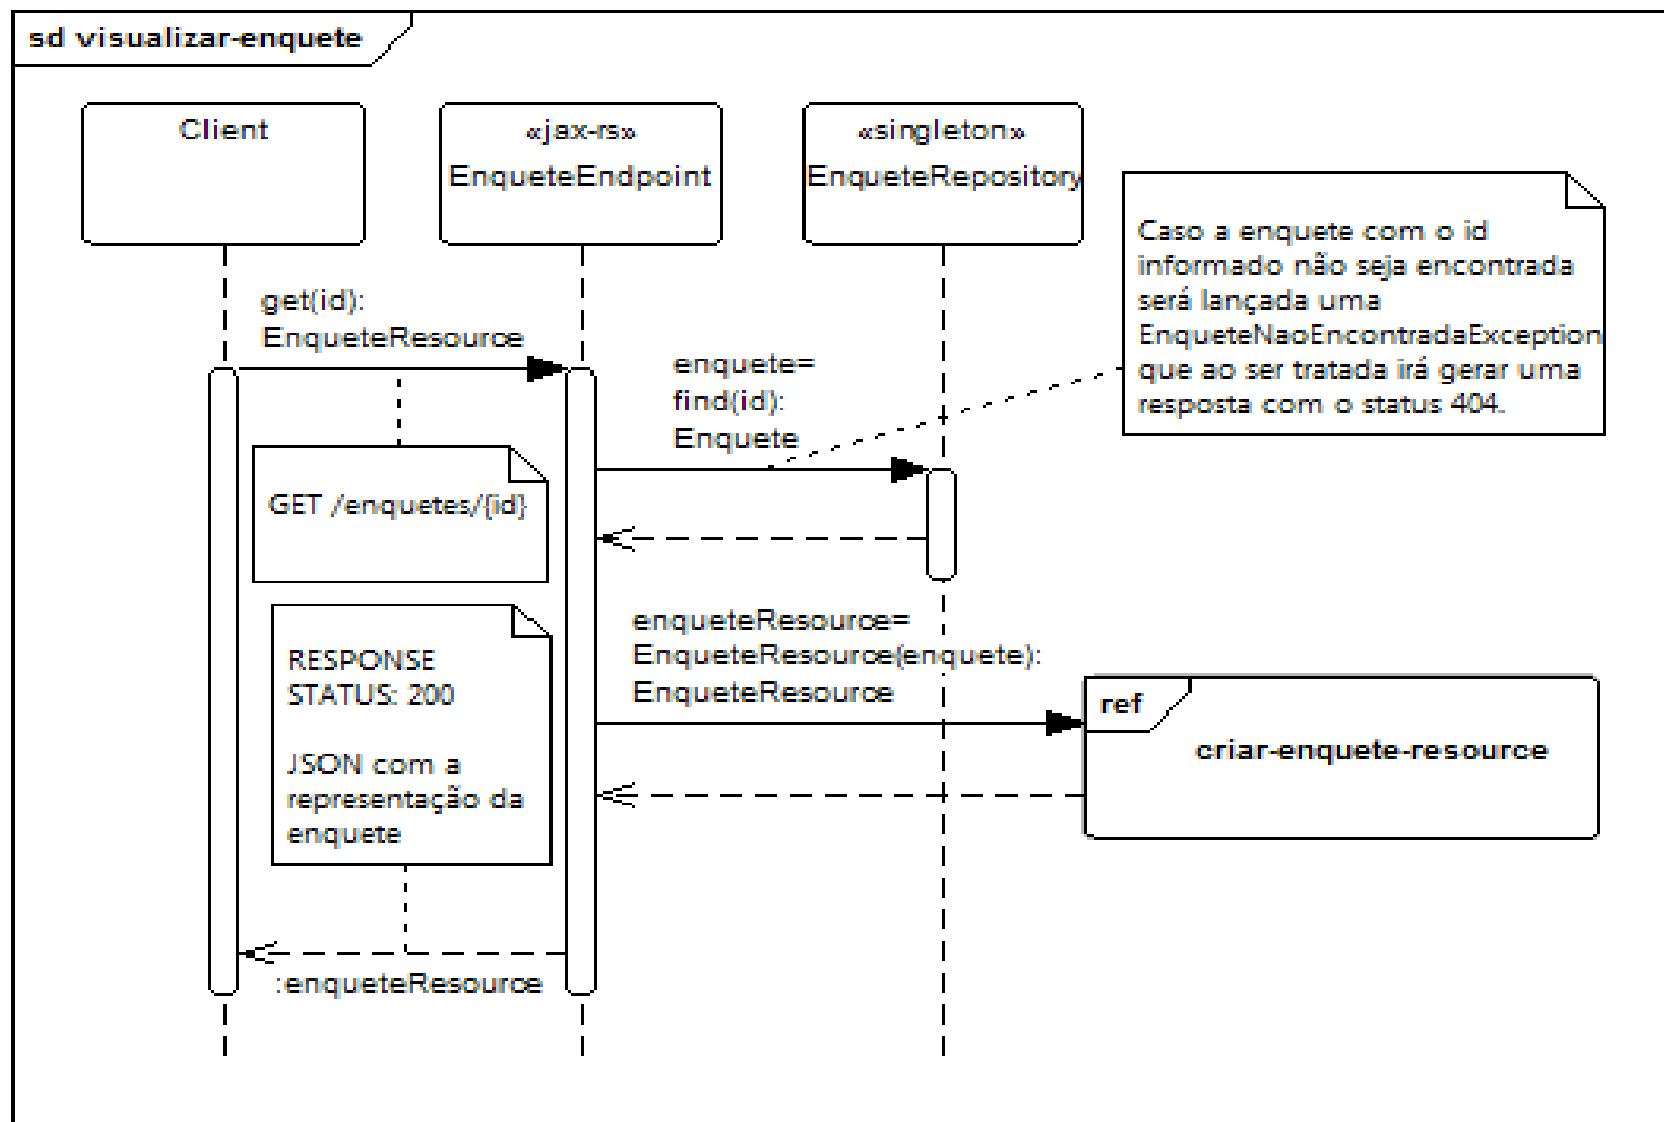 sd visualizar-enquete
Client
«jax-rs»
EnqueteEndpoint
«singleton»
EnqueteRepository
Caso a enquete com o id
informado não seja encontrada
será lançada uma
EnqueteNaoEncontradaException
que ao ser tratada irá gerar uma
resposta com o status 404.
get(id):
EnqueteResource
enquete=
find(id):
Enquete
GET /enquetes/{id}
enqueteResource=
EnqueteResource(enquete):
EnqueteResource
RESPONSE
STATUS: 200
JSON com a
representação da
enquete
ref
criar-enquete-resource
:enqueteResource